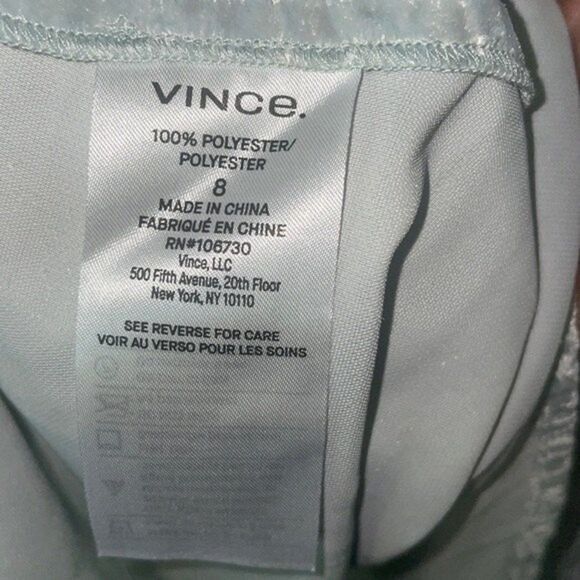 VINCe.
100% POLYESTER/
POLYESTER
8
MADE IN CHINA
FABRIQUÉ EN CHINE
RN#106730
Vince, LLC
500 Fifth Avenue, 20th Floor
New York, NY 10110
SEE REVERSE FOR CARE
VOIR AU VERSO POUR LES SOINS